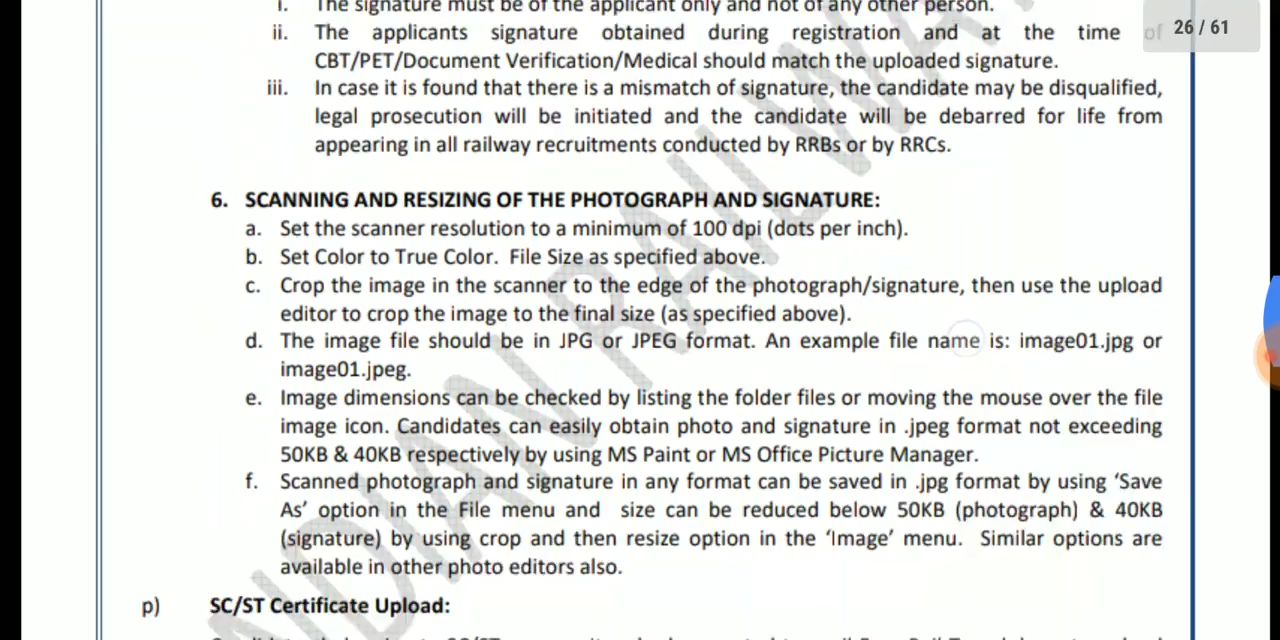 i. The signature must be of the applicant only and not of any other person.
26 / 61
ii. The applicants signature obtained during registration and at the time of
CBT/PET/Document Verification/Medical should match the uploaded signature.
iii. In case it is found that there is a mismatch of signature, the candidate may be disqualified,
legal prosecution will be initiated and the candidate will be debarred for life from
appearing in all railway recruitments conducted by RRBs or by RRCs.
6. SCANNING AND RESIZING OF THE PHOTOGRAPH AND SIGNATURE:
a. Set the scanner resolution to a minimum of 100 dpi (dots per inch).
b. Set Color to True Color. File Size as specified above.
c. Crop the image in the scanner to the edge of the photograph/signature, then use the upload
editor to crop the image to the final size (as specified above).
d. The image file should be in JPG or JPEG format. An example file name is: image01.jpg or
image01.jpeg.
e. Image dimensions can be checked by listing the folder files or moving the mouse over the file
image icon. Candidates can easily obtain photo and signature in .jpeg format not exceeding
50KB & 40KB respectively by using MS Paint or MS Office Picture Manager.
f. Scanned photograph and signature in any format can be saved in .jpg format by using ‘Save
As’ option in the File menu and size can be reduced below 50KB (photograph) & 40KB
(signature) by using crop and then resize option in the ‘Image’ menu. Similar options are
available in other photo editors also.
p) SC/ST Certificate Upload: